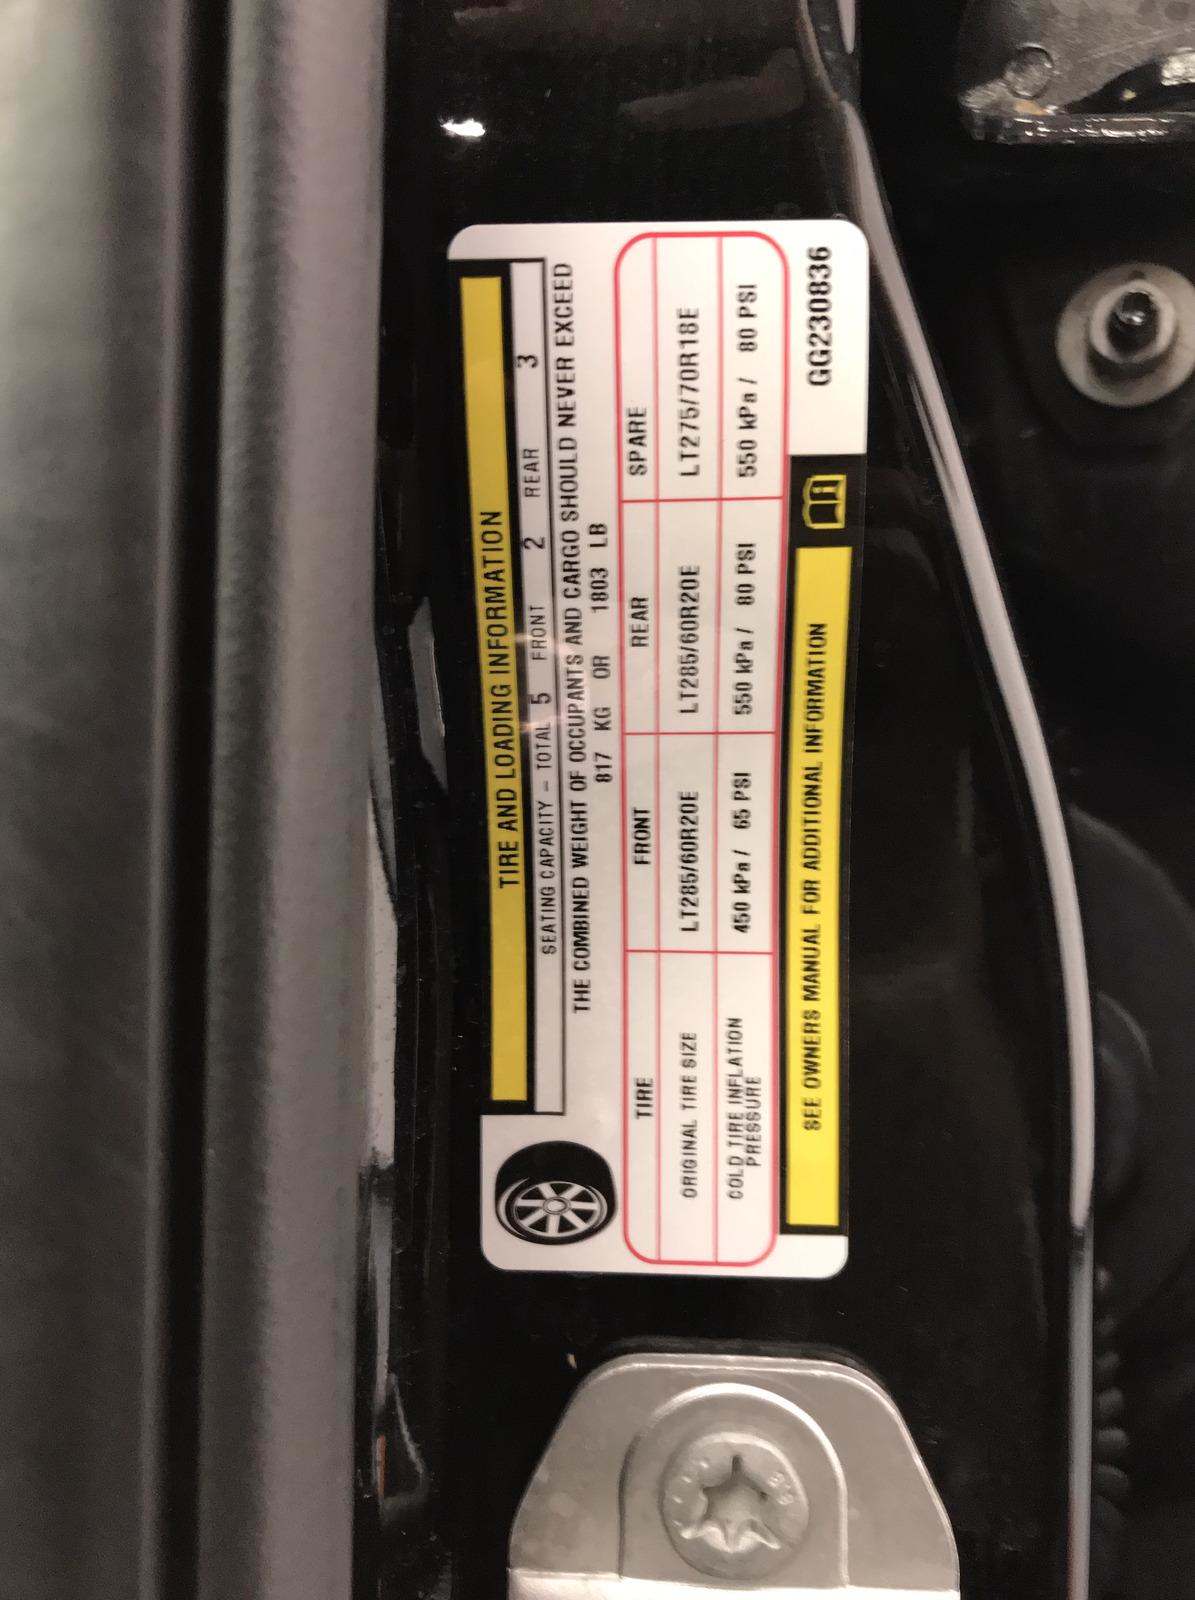 TIRE AND LOADING INFORMATION
SEATING CAPACITY – TOTAL 5 FRONT 2 REAR 3
THE COMBINED WEIGHT OF OCCUPANTS AND CARGO SHOULD NEVER EXCEED
817 KG OR 1803 LB
TIRE FRONT REAR SPARE
ORIGINAL TIRE SIZE LT285/60R20E LT285/60R20E LT275/70R18E
COLD TIRE INFLATION PRESSURE 450 kPa / 65 PSI 550 kPa / 80 PSI 550 kPa / 80 PSI
SEE OWNERS MANUAL FOR ADDITIONAL INFORMATION
GG230836